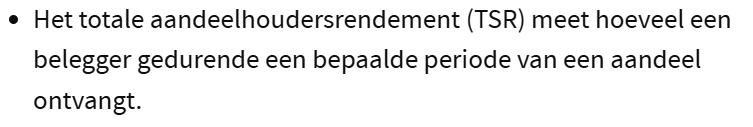 • Het totale aandeelhoudersrendement (TSR) meet hoeveel een
belegger gedurende een bepaalde periode van een aandeel
ontvangt.